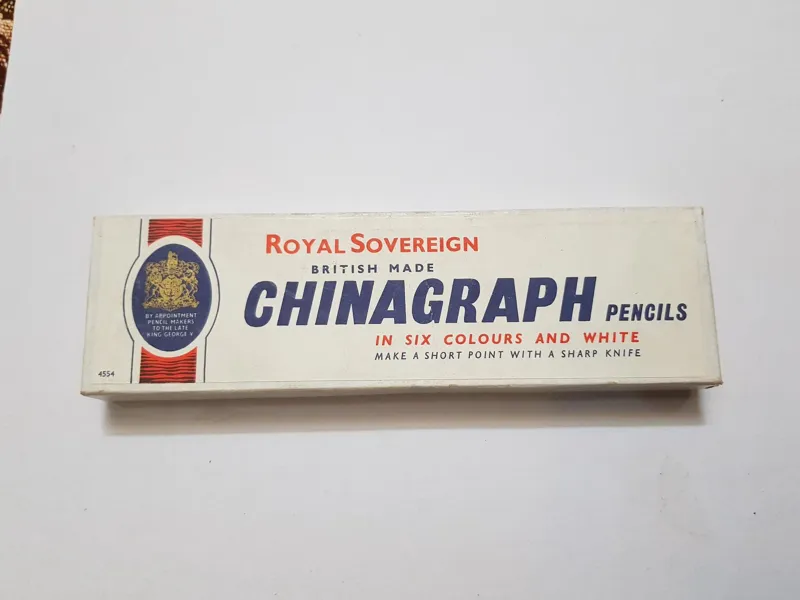 ROYAL SOVEREIGN
BRITISH MADE
CHINAGRAPH PENCILS
IN SIX COLOURS AND WHITE
MAKE A SHORT POINT WITH A SHARP KNIFE
BY APPOINTMENT
PENCIL MAKERS
TO THE LATE
KING GEORGE V
4554